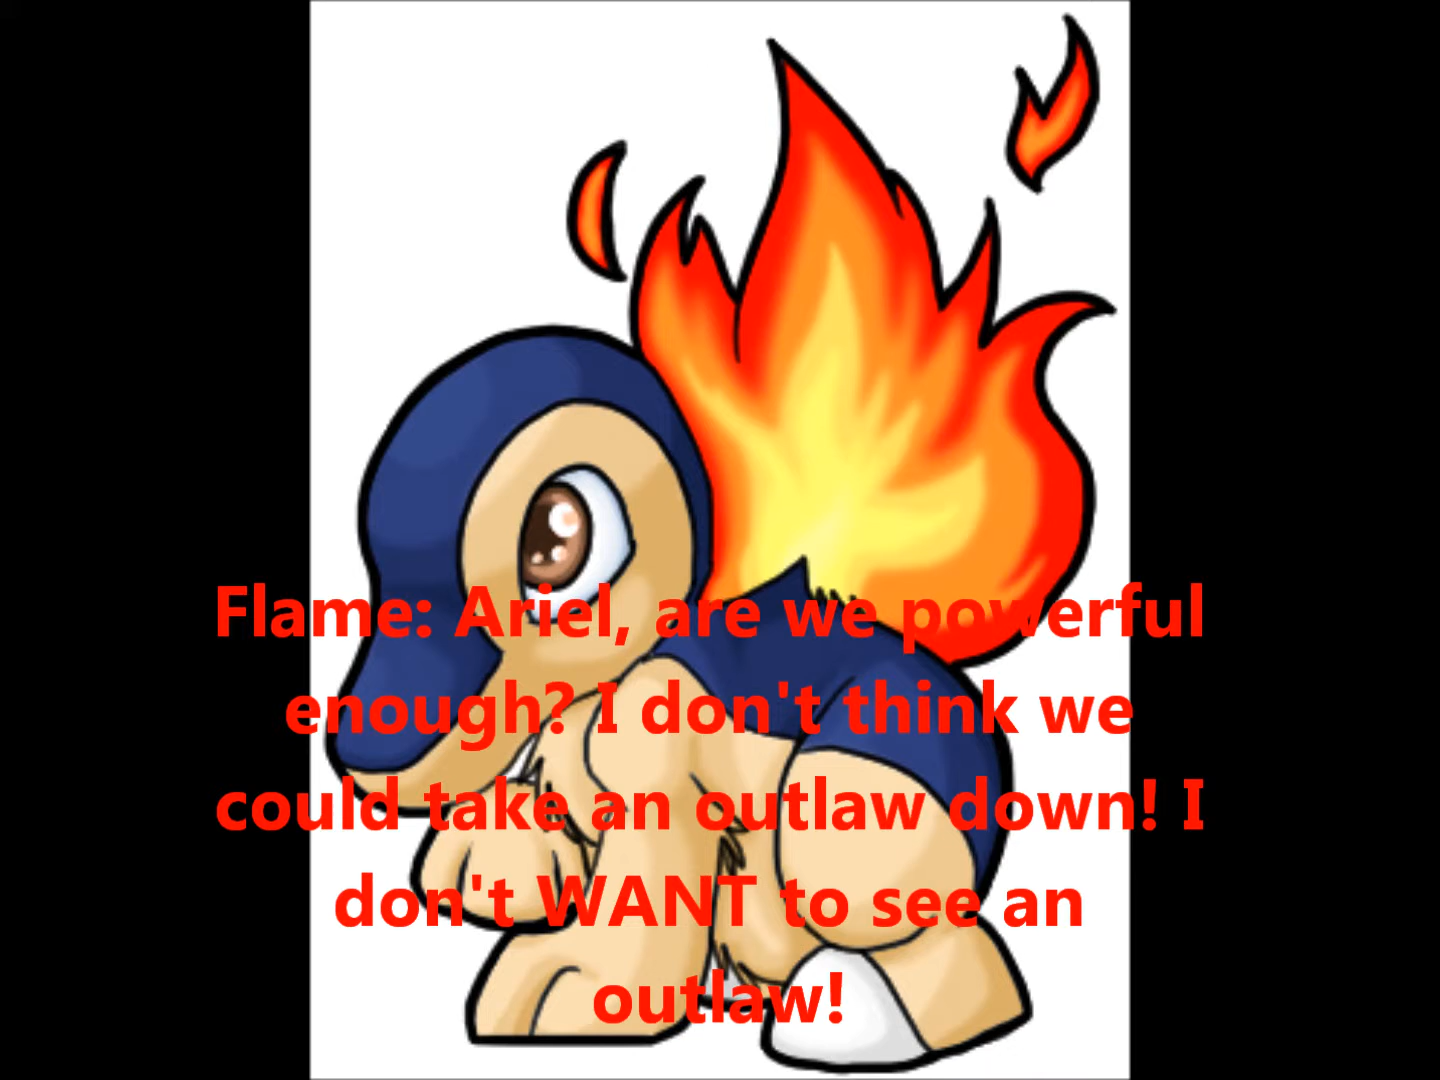 Flame: Ariel, are we powerful
enough? I don't think we
could take an outlaw down! I
don't WANT to see an
outlaw!